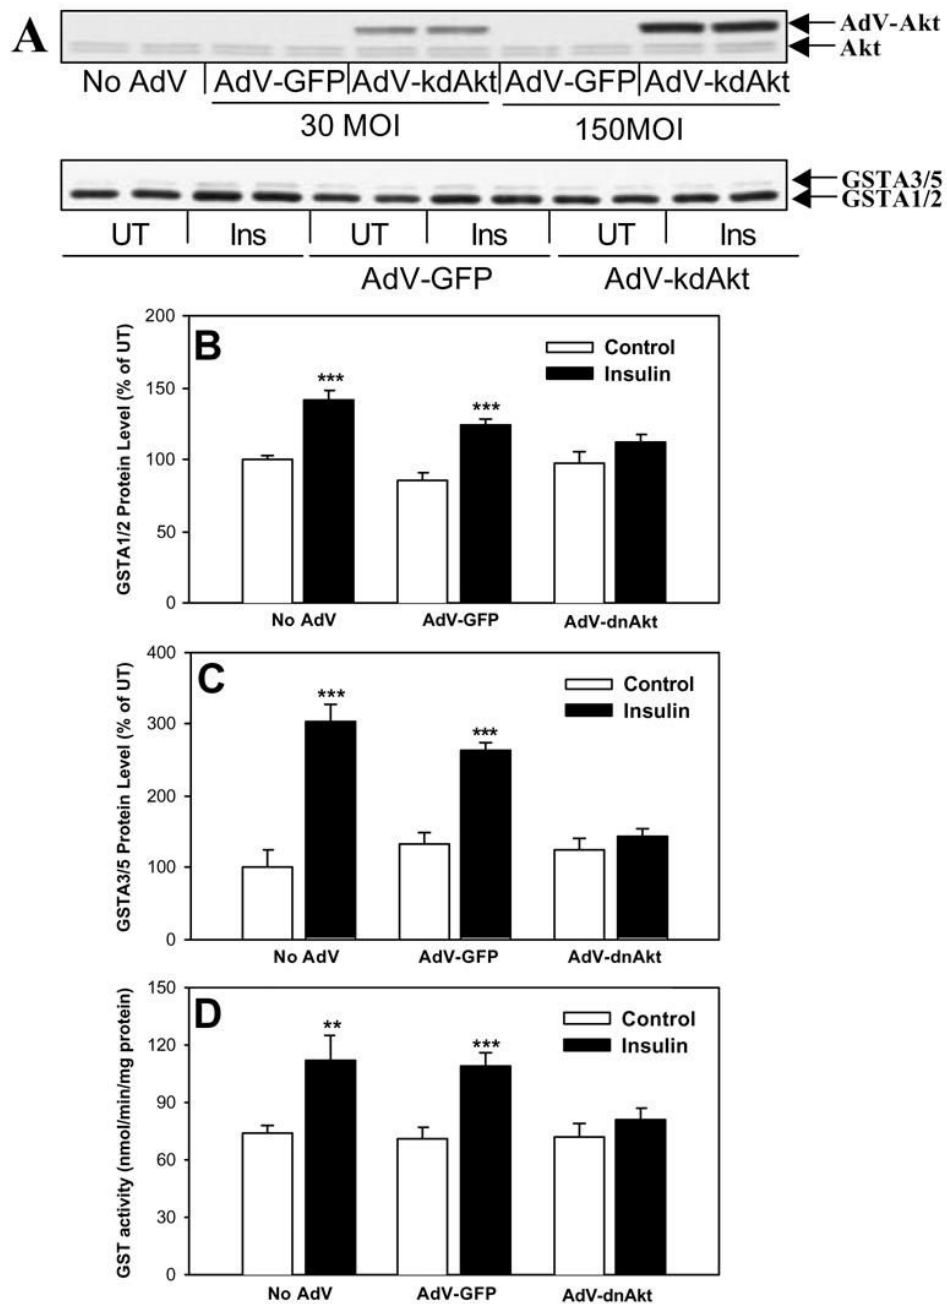 A
AdV-Akt
Akt
No AdV AdV-GFP AdV-kdAkt AdV-GFP AdV-kdAkt
30 MOI 150MOI
GSTA3/5
GSTA1/2
UT Ins UT Ins UT Ins
AdV-GFP AdV-kdAkt
B
GSTA1/2 Protein Level (% of UT)
200
150
100
50
0
Control
Insulin
***
***
No AdV AdV-GFP AdV-dnAkt
C
GSTA3/5 Protein Level (% of UT)
400
300
200
100
0
Control
Insulin
***
***
No AdV AdV-GFP AdV-dnAkt
D
GST activity (nmol/min/mg protein)
150
120
90
60
30
0
Control
Insulin
**
***
No AdV AdV-GFP AdV-dnAkt